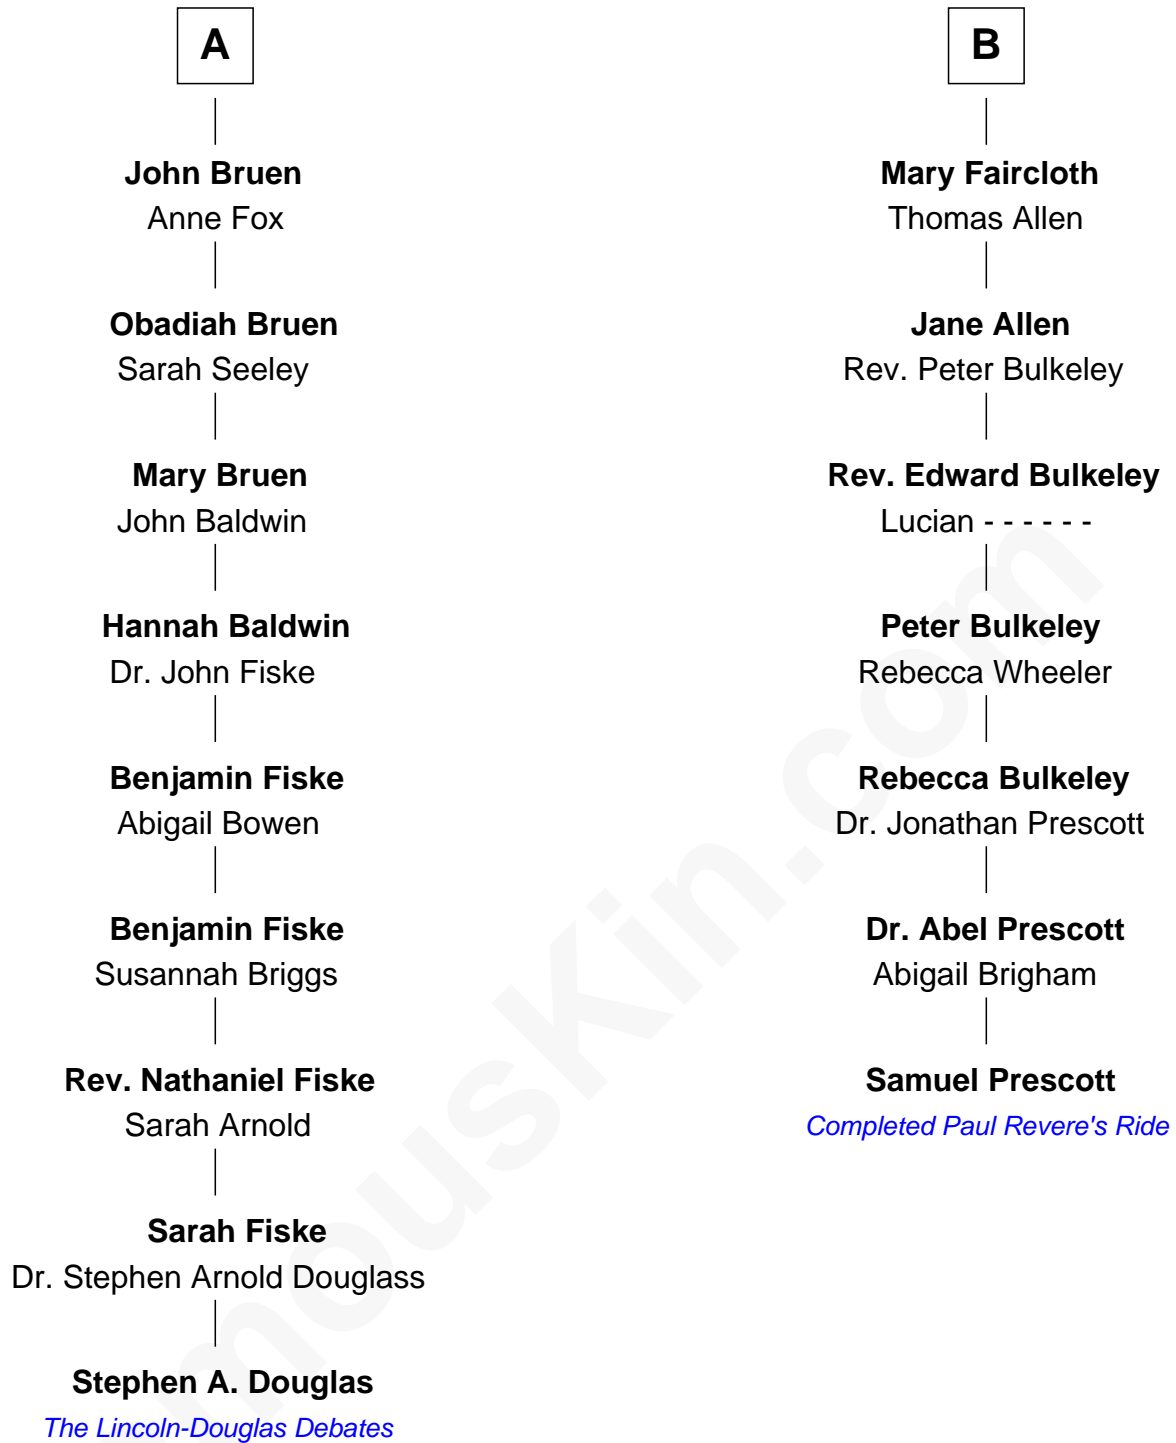 A
John Bruen
Anne Fox
Obadiah Bruen
Sarah Seeley
Mary Bruen
John Baldwin
Hannah Baldwin
Dr. John Fiske
Benjamin Fiske
Abigail Bowen
Benjamin Fiske
Susannah Briggs
Rev. Nathaniel Fiske
Sarah Arnold
Sarah Fiske
Dr. Stephen Arnold Douglass
Stephen A. Douglas
The Lincoln-Douglas Debates
B
Mary Faircloth
Thomas Allen
Jane Allen
Rev. Peter Bulkeley
Rev. Edward Bulkeley
Lucian - - - - - -
Peter Bulkeley
Rebecca Wheeler
Rebecca Bulkeley
Dr. Jonathan Prescott
Dr. Abel Prescott
Abigail Brigham
Samuel Prescott
Completed Paul Revere's Ride
mousKin.com